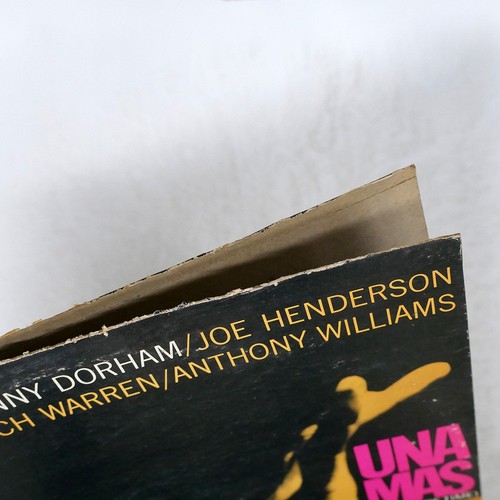 NNY DORHAM/JOE HENDERSON
CH WARREN/ANTHONY WILLIAMS
UNA
MAS